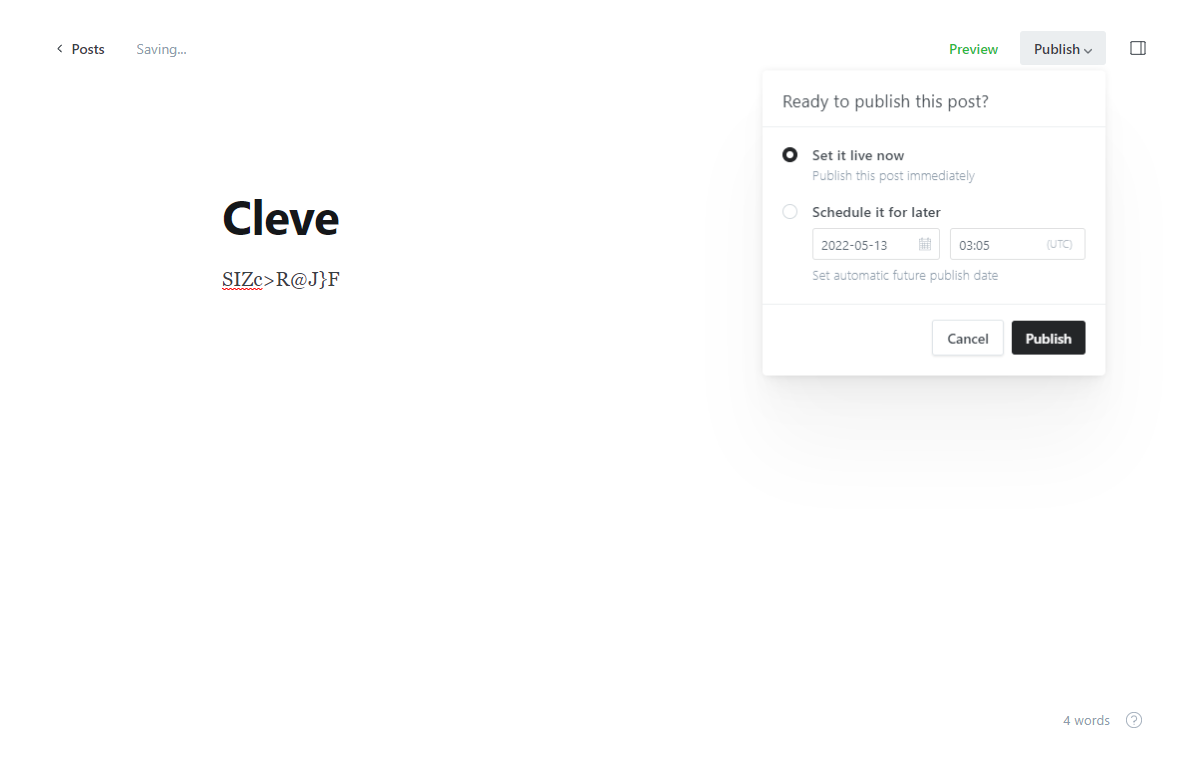 Posts Saving... Preview Publish
Ready to publish this post?
Set it live now
Publish this post immediately
Schedule it for later
2022-05-13 03:05 (UTC)
Set automatic future publish date
Cancel Publish
Cleve
SIZc>R@J}F
4 words ?